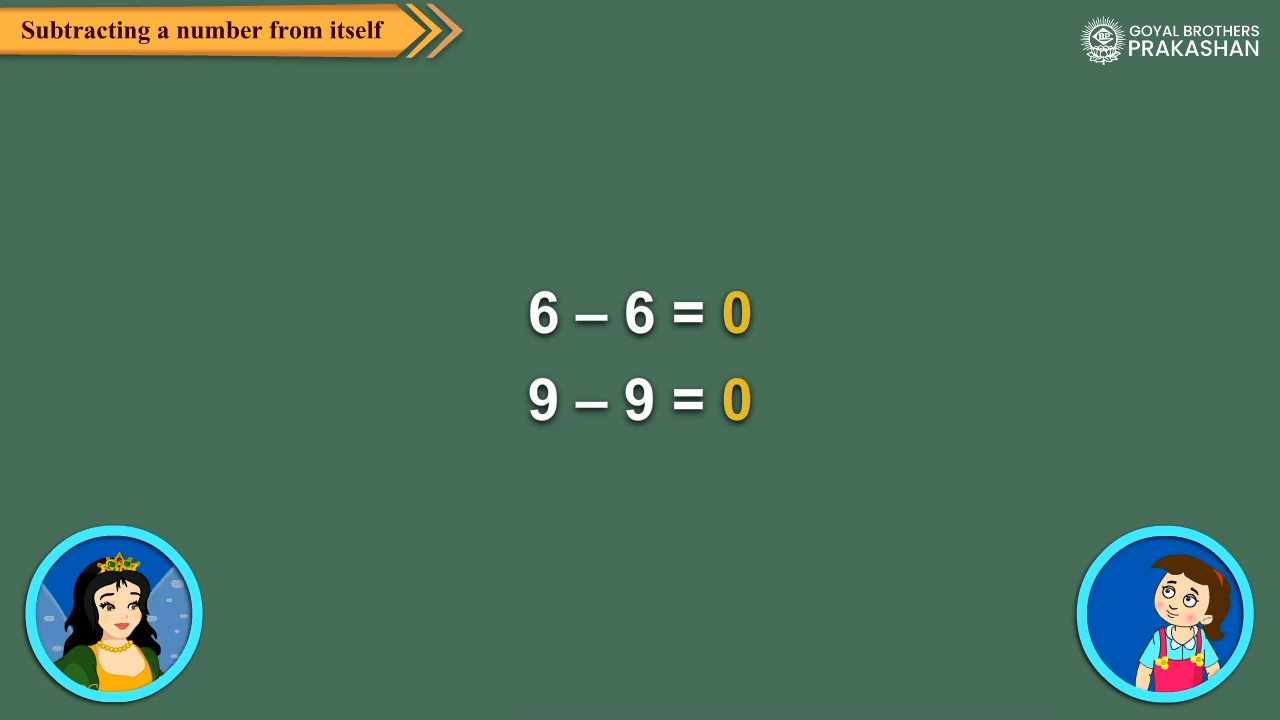 Subtracting a number from itself
GOYAL BROTHERS
PRAKASHAN
6 – 6 = 0
9 – 9 = 0